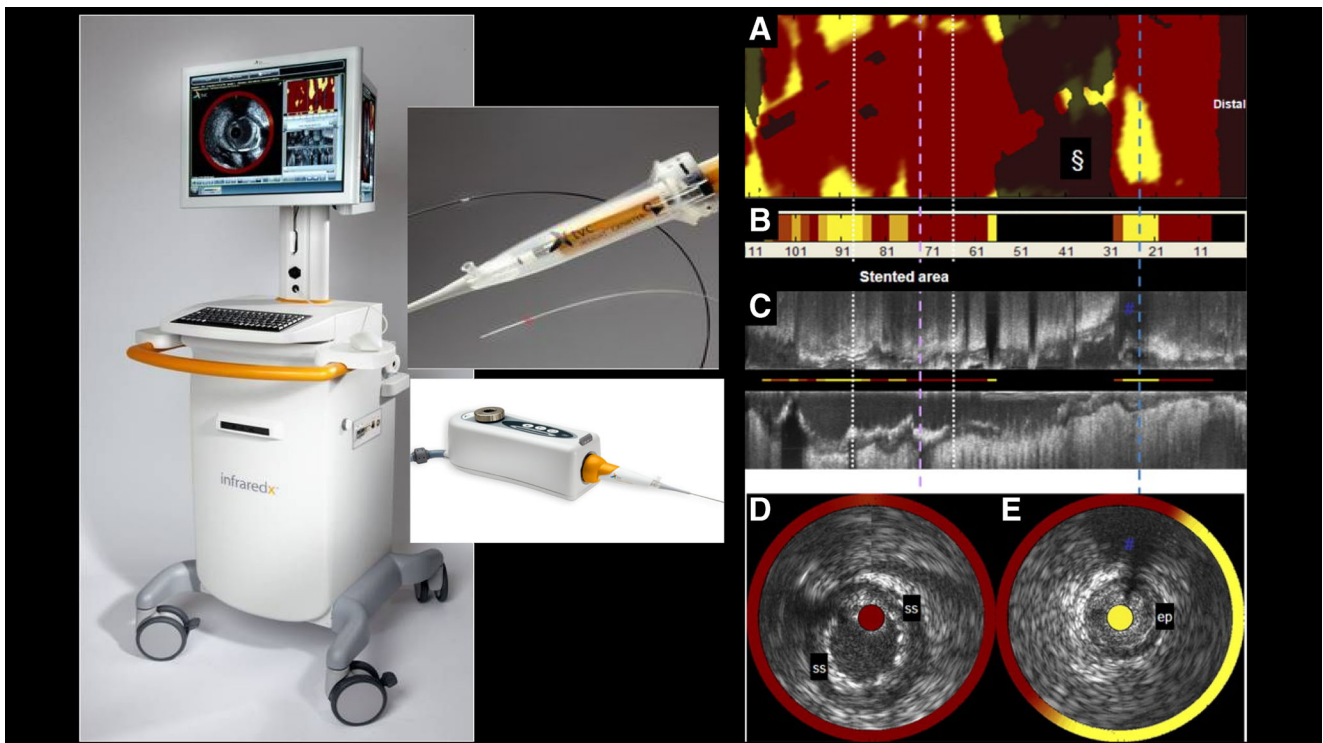 infraredx
TVC
A
§
Distal
B
11 101 91 81 71 61 51 41 31 21 11
Stented area
C
#
D
E
#
ss
ep
ss